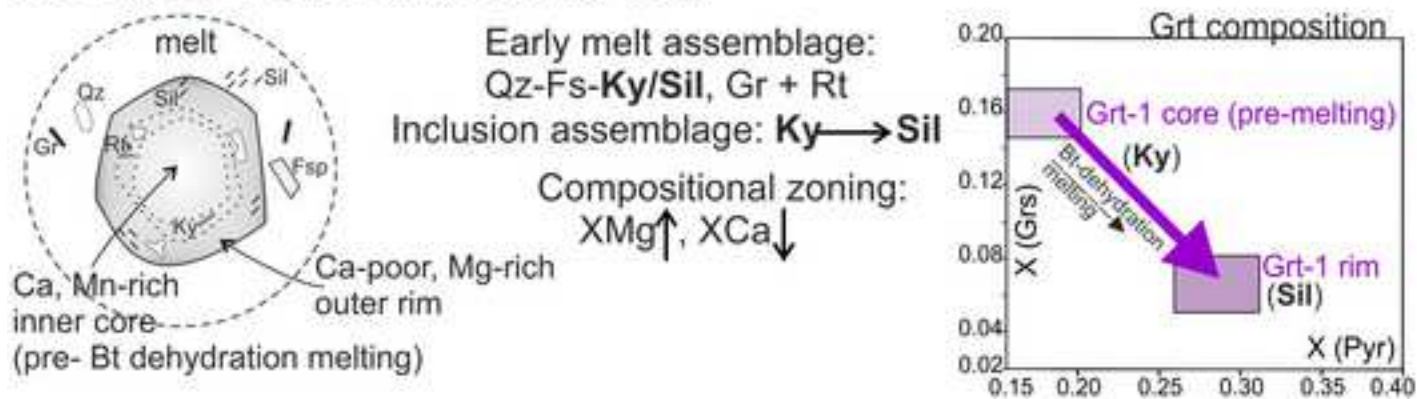 melt
Sil
Qz
Sil
Gr
Rt
Fsp
Ky
Ca, Mn-rich
inner core
(pre- Bt dehydration melting)
Ca-poor, Mg-rich
outer rim
Early melt assemblage:
Qz-Fs-Ky/Sil, Gr + Rt
Inclusion assemblage: Ky→Sil
Compositional zoning:
XMg↑, XCa↓
Grt composition
0.20
0.16
0.12
0.08
0.04
0.02
X (Grs)
Grt-1 core (pre-melting)
(Ky)
Bt-dehydration
melting
Grt-1 rim
(Sil)
X (Pyr)
0.15 0.20 0.25 0.30 0.35 0.40